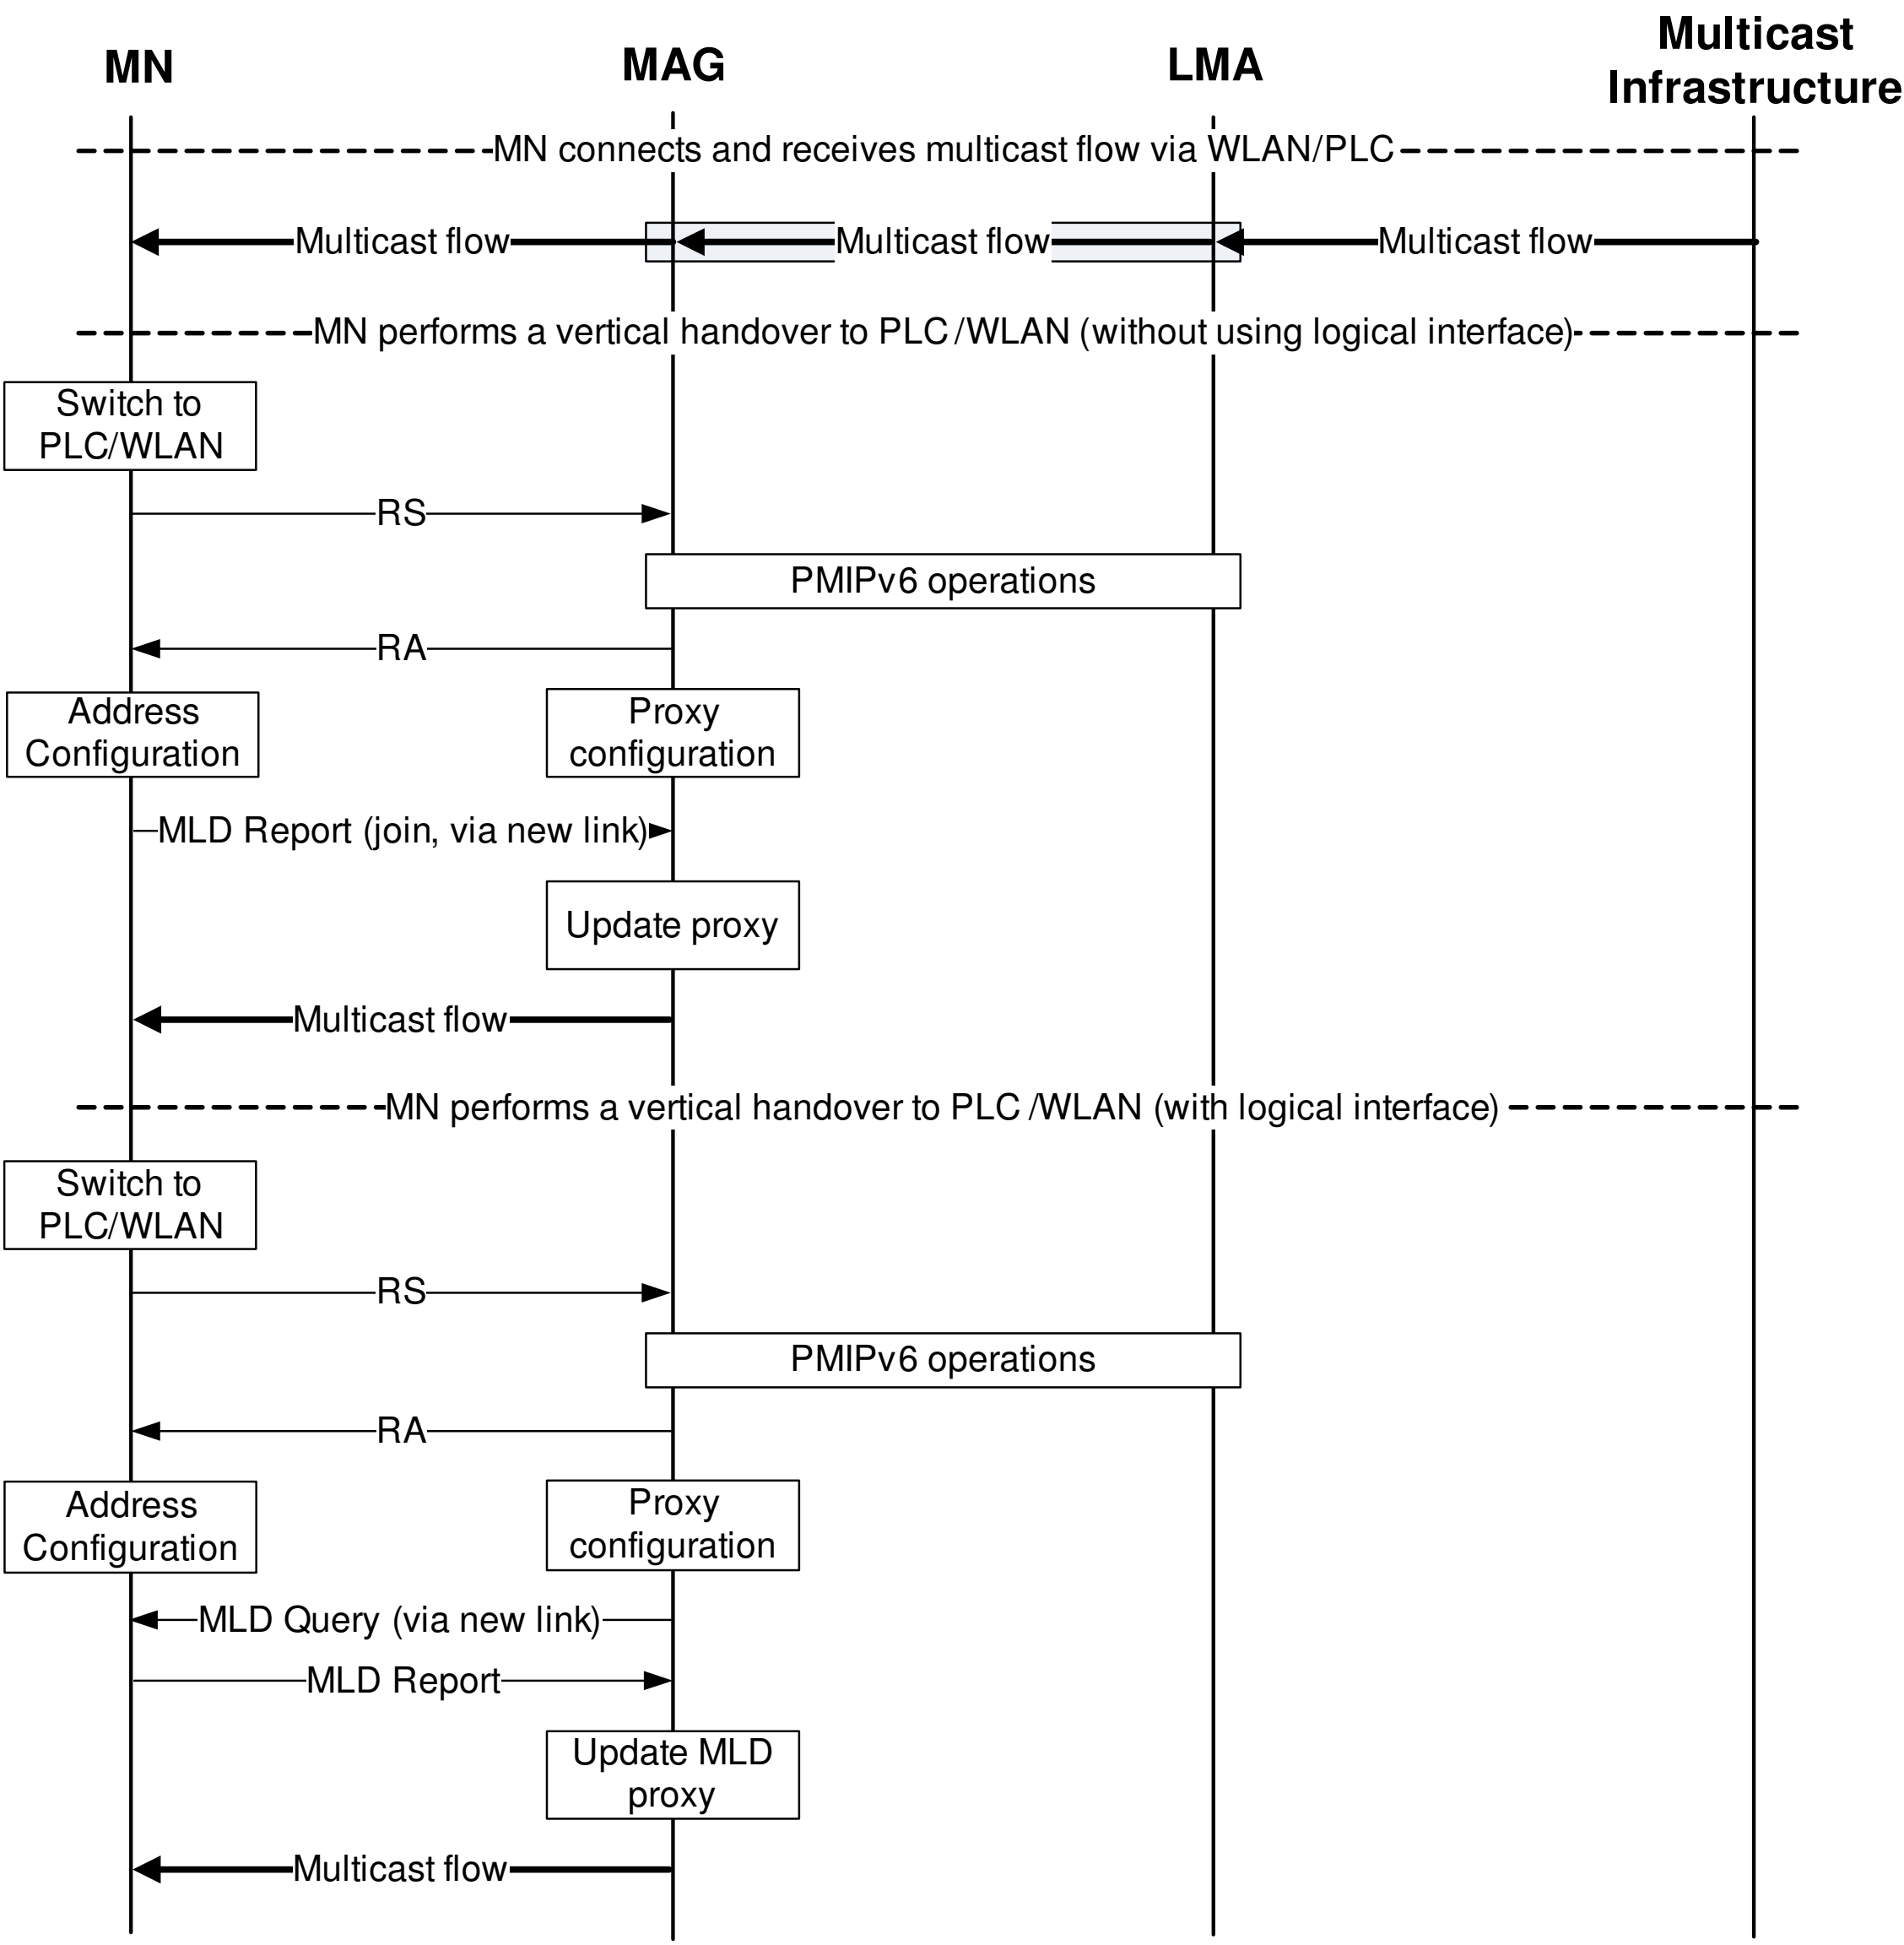 MN
MAG
LMA
Multicast
Infrastructure
MN connects and receives multicast flow via WLAN/PLC
Multicast flow
Multicast flow
Multicast flow
MN performs a vertical handover to PLC/WLAN (without using logical interface)
Switch to
PLC/WLAN
RS
PMIPv6 operations
RA
Address
Configuration
Proxy
configuration
MLD Report (join, via new link)
Update proxy
Multicast flow
MN performs a vertical handover to PLC/WLAN (with logical interface)
Switch to
PLC/WLAN
RS
PMIPv6 operations
RA
Address
Configuration
Proxy
configuration
MLD Query (via new link)
MLD Report
Update MLD
proxy
Multicast flow